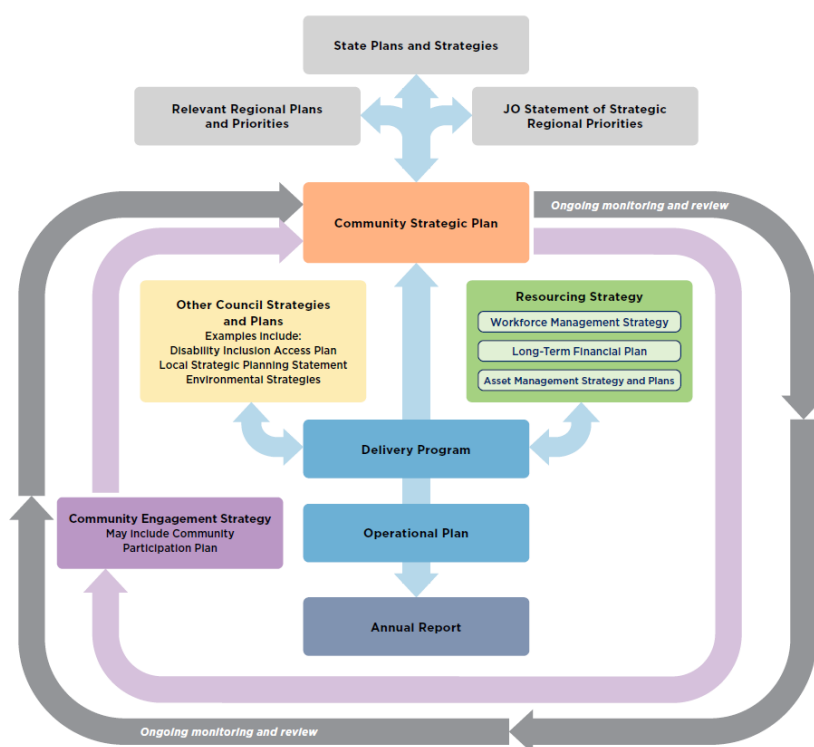 State Plans and Strategies
Relevant Regional Plans
and Priorities
JO Statement of Strategic
Regional Priorities
Community Strategic Plan
Ongoing monitoring and review
Other Council Strategies
and Plans
Examples include:
Disability Inclusion Access Plan
Local Strategic Planning Statement
Environmental Strategies
Resourcing Strategy
Workforce Management Strategy
Long-Term Financial Plan
Asset Management Strategy and Plans
Delivery Program
Community Engagement Strategy
May include Community
Participation Plan
Operational Plan
Annual Report
Ongoing monitoring and review